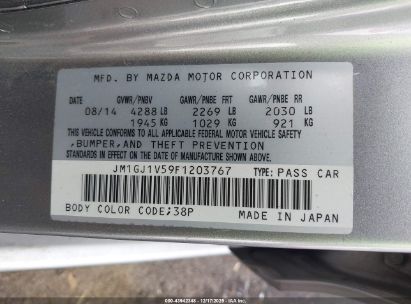 MFD. BY MAZDA MOTOR CORPORATION
DATE GVWR/PNBV GAWR/PNBE FRT GAWR/PNBE RR
08/14 4288 LB 2269 LB 2030 LB
1945 KG 1029 KG 921 KG
THIS VEHICLE CONFORMS TO ALL APPLICABLE FEDERAL MOTOR VEHICLE SAFETY
,BUMPER,AND THEFT PREVENTION
STANDARDS IN EFFECT ON THE DATE OF MANUFACTURE SHOWN ABOVE.
JM1GJ1V59F1203767 TYPE: PASS CAR
BODY COLOR CODE;38P MADE IN JAPAN